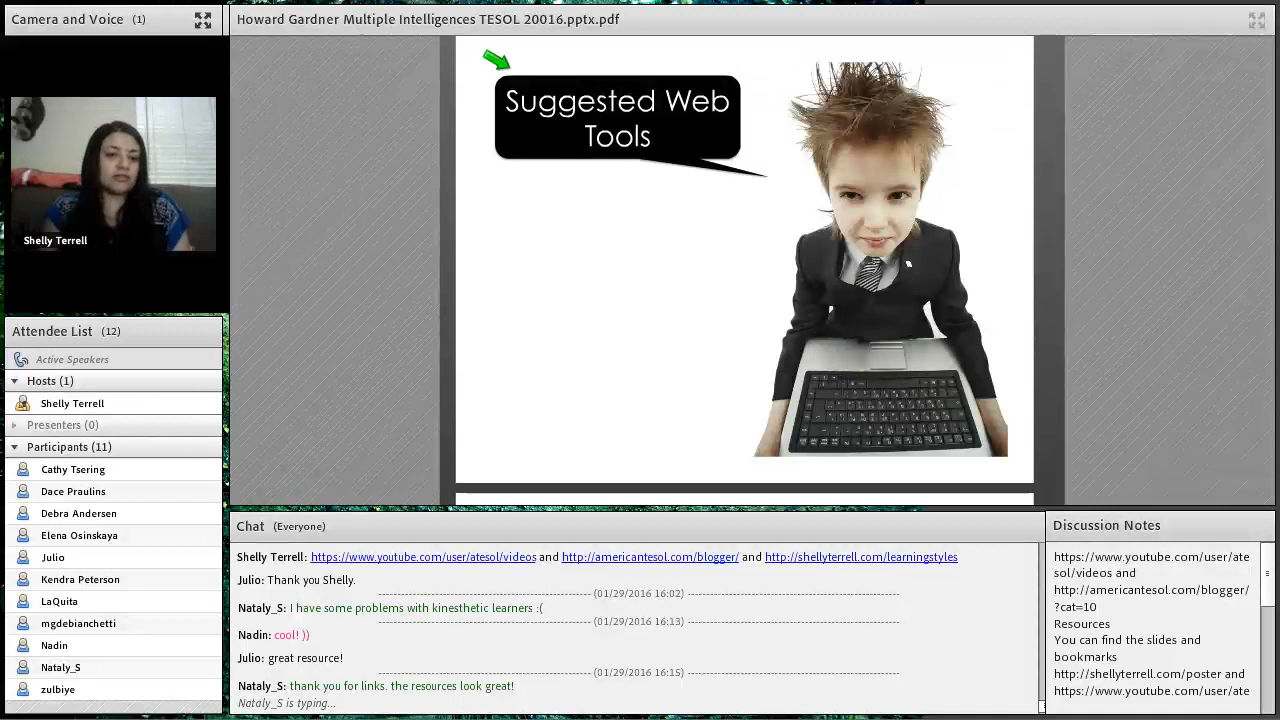 Camera and Voice (1)
Howard Gardner Multiple Intelligences TESOL 20016.pptx.pdf
Suggested Web
Tools
Shelly Terrell
Attendee List (12)
Active Speakers
Hosts (1)
Shelly Terrell
Presenters (0)
Participants (11)
Cathy Tsering
Dace Praulins
Debra Andersen
Elena Osinskaya
Julio
Kendra Peterson
LaQuita
mgdebianchetti
Nadin
Nataly_S
zulbiye
Chat (Everyone)
Shelly Terrell: https://www.youtube.com/user/atesol/videos and http://americantesol.com/blogger/ and http://shellyterrell.com/learningstyles
Julio: Thank you Shelly.
(01/29/2016 16:02)
Nataly_S: I have some problems with kinesthetic learners :(
(01/29/2016 16:13)
Nadin: cool! ))
Julio: great resource!
(01/29/2016 16:15)
Nataly_S: thank you for links. the resources look great!
Nataly_S is typing...
Discussion Notes
https://www.youtube.com/user/ate
sol/videos and
http://americantesol.com/blogger/
?cat=10
Resources
You can find the slides and
bookmarks
http://shellyterrell.com/poster and
https://www.youtube.com/user/ate